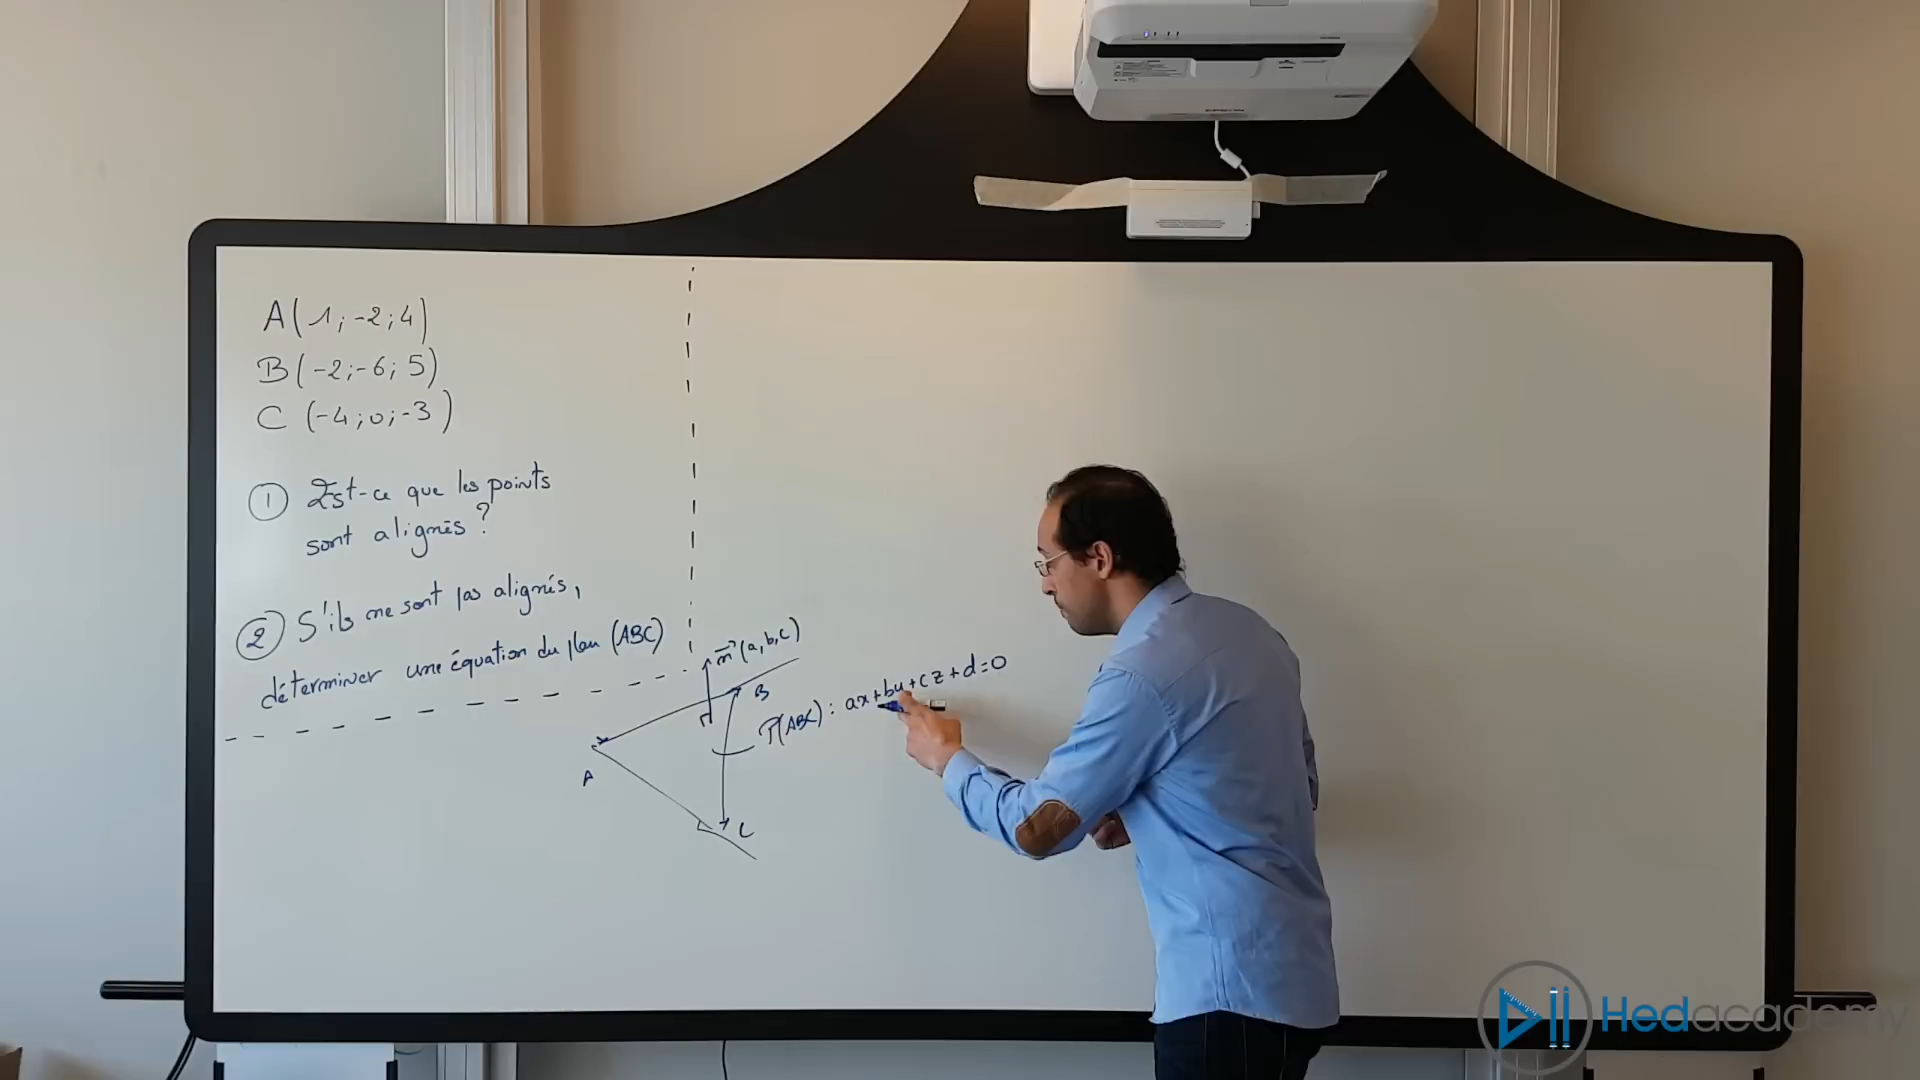 A(1;-2;4)
B(-2;-6;5)
C(-4;0;-3)
① Est-ce que les points
sont alignés ?
② S'ils ne sont pas alignés,
déterminer une équation du plan (ABC)
n⃗(a,b,c)
B
P(ABC) : ax+by+cz+d=0
A
C
Hedacademy